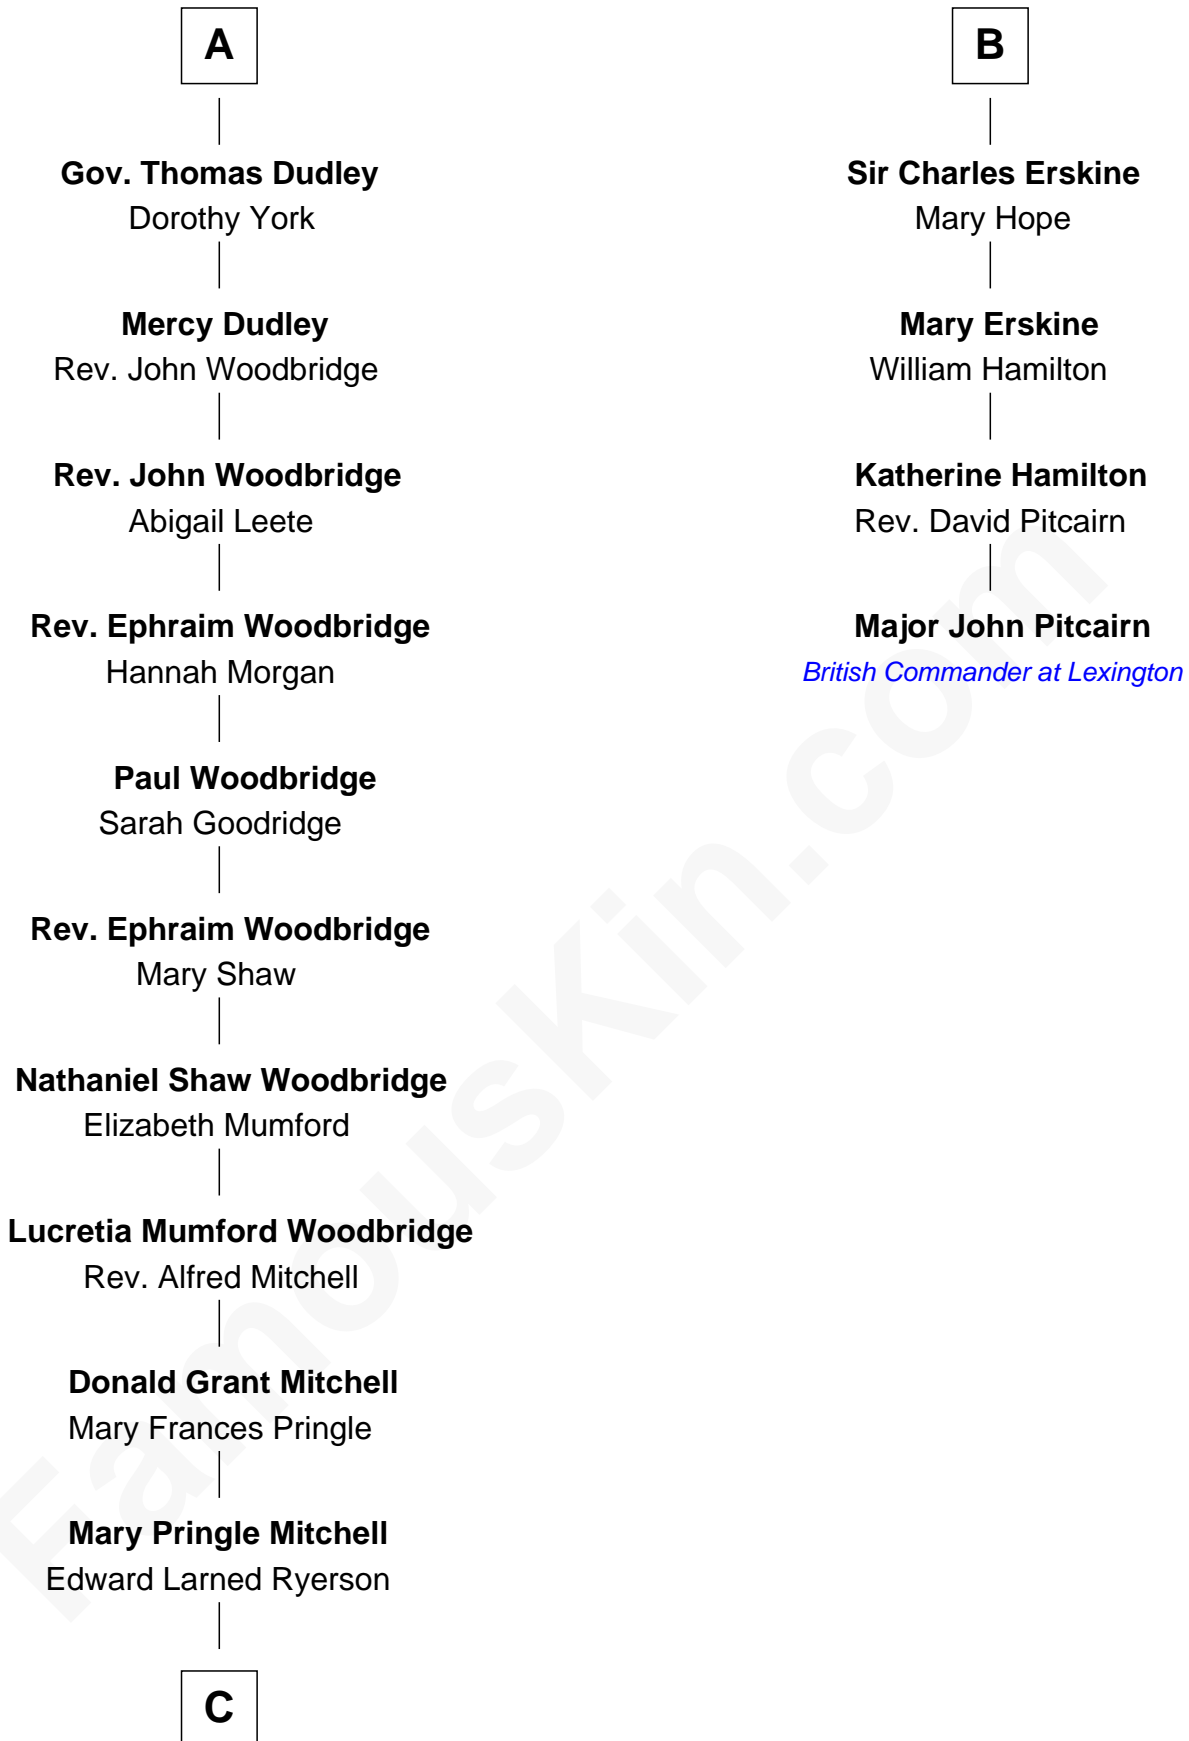 A
Gov. Thomas Dudley
Dorothy York
Mercy Dudley
Rev. John Woodbridge
Rev. John Woodbridge
Abigail Leete
Rev. Ephraim Woodbridge
Hannah Morgan
Paul Woodbridge
Sarah Goodridge
Rev. Ephraim Woodbridge
Mary Shaw
Nathaniel Shaw Woodbridge
Elizabeth Mumford
Lucretia Mumford Woodbridge
Rev. Alfred Mitchell
Donald Grant Mitchell
Mary Frances Pringle
Mary Pringle Mitchell
Edward Larned Ryerson
C
B
Sir Charles Erskine
Mary Hope
Mary Erskine
William Hamilton
Katherine Hamilton
Rev. David Pitcairn
Major John Pitcairn
British Commander at Lexington
FamousKin.com